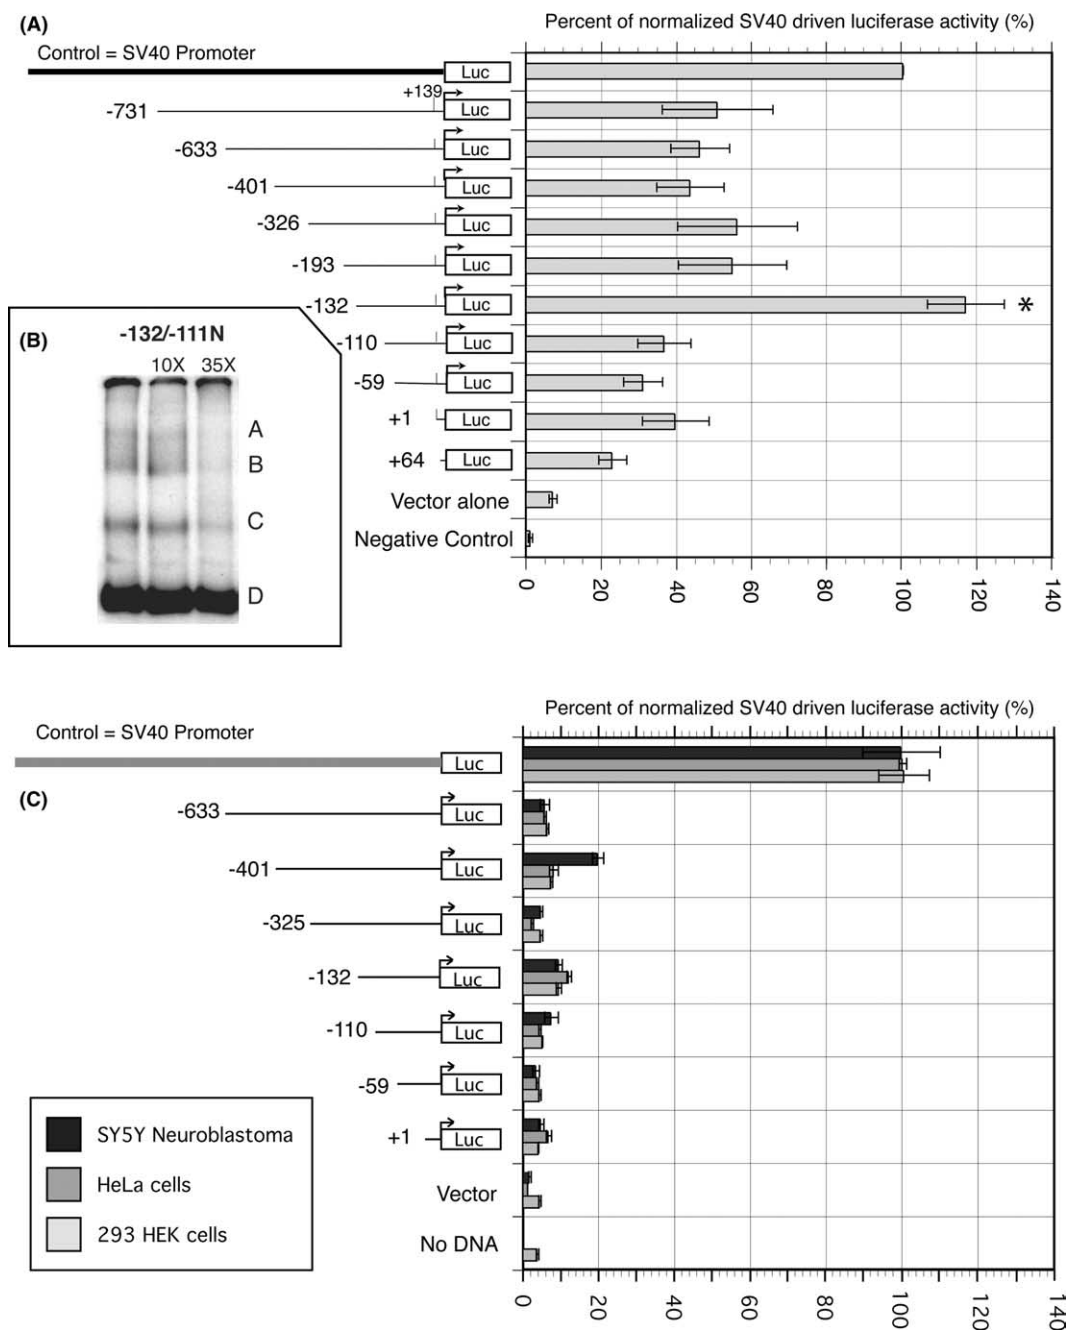 (A)
Percent of normalized SV40 driven luciferase activity (%)
Control = SV40 Promoter
Luc
+139
-731 Luc
-633 Luc
-401 Luc
-326 Luc
-193 Luc
-132 Luc *
-110 Luc
-59 Luc
+1 Luc
+64 Luc
Vector alone
Negative Control
0 20 40 60 80 100 120 140
(B)
-132/-111N
10X 35X
A
B
C
D
Percent of normalized SV40 driven luciferase activity (%)
Control = SV40 Promoter
Luc
(C)
-633 Luc
-401 Luc
-325 Luc
-132 Luc
-110 Luc
-59 Luc
+1 Luc
Vector
No DNA
0 20 40 60 80 100 120 140
SY5Y Neuroblastoma
HeLa cells
293 HEK cells